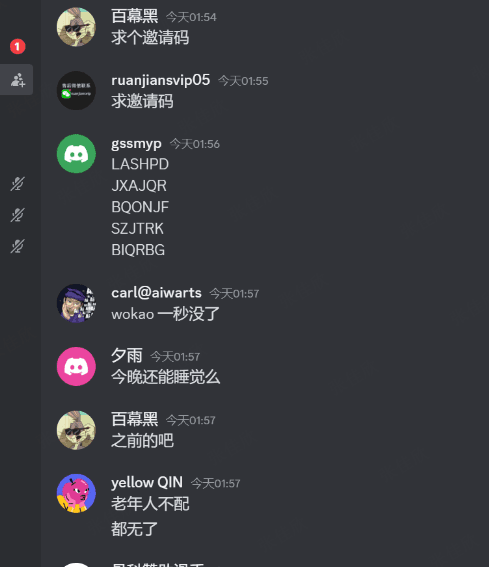 百幕黑 今天01:54
求个邀请码
1
ruanjiansvip05 今天01:55
求邀请码
gssmyp 今天01:56
LASHPD
JXAJQR
BQONJF
SZJTRK
BIQRBG
carl@aiwarts 今天01:57
wokao 一秒没了
夕雨 今天01:57
今晚还能睡觉么
百幕黑 今天01:57
之前的吧
yellow QIN 今天01:57
老年人不配
都无了